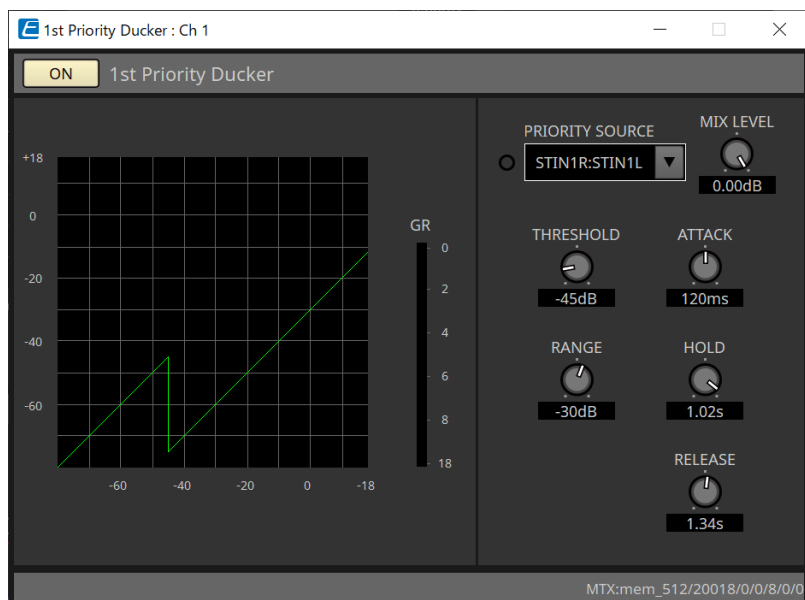 1st Priority Ducker : Ch 1
ON 1st Priority Ducker
+18
0
-20
-40
-60
-60 -40 -20 0 -18
GR
0
2
4
6
8
18
PRIORITY SOURCE
STIN1R:STIN1L
MIX LEVEL
0.00dB
THRESHOLD
-45dB
ATTACK
120ms
RANGE
-30dB
HOLD
1.02s
RELEASE
1.34s
MTX:mem_512/20018/0/0/8/0/0